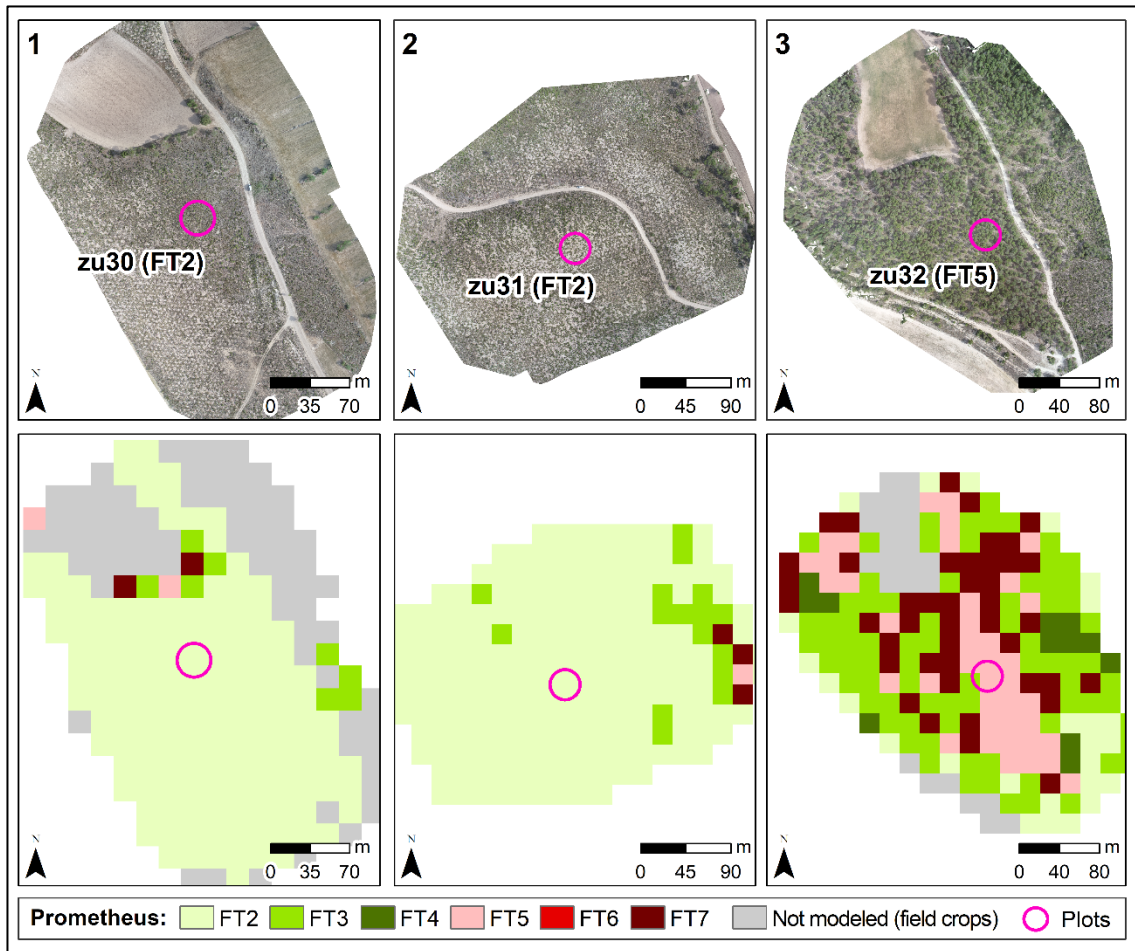 1
zu30 (FT2)
N
m
0 35 70
2
zu31 (FT2)
N
m
0 45 90
3
zu32 (FT5)
N
m
0 40 80
N
m
0 35 70
N
m
0 45 90
N
m
0 40 80
Prometheus: FT2 FT3 FT4 FT5 FT6 FT7 Not modeled (field crops) Plots